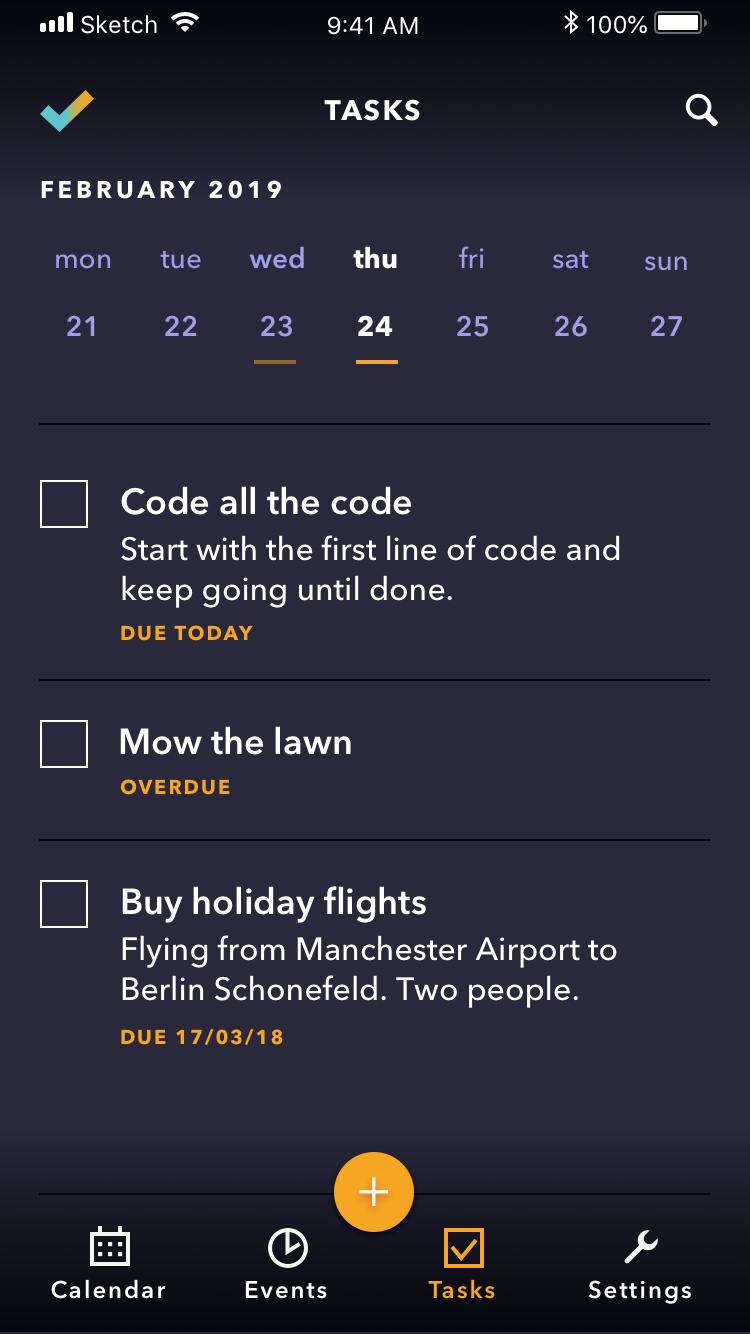 Sketch 9:41 AM 100%
TASKS
FEBRUARY 2019
mon tue wed thu fri sat sun
21 22 23 24 25 26 27
Code all the code
Start with the first line of code and
keep going until done.
DUE TODAY
Mow the lawn
OVERDUE
Buy holiday flights
Flying from Manchester Airport to
Berlin Schonefeld. Two people.
DUE 17/03/18
Calendar Events Tasks Settings